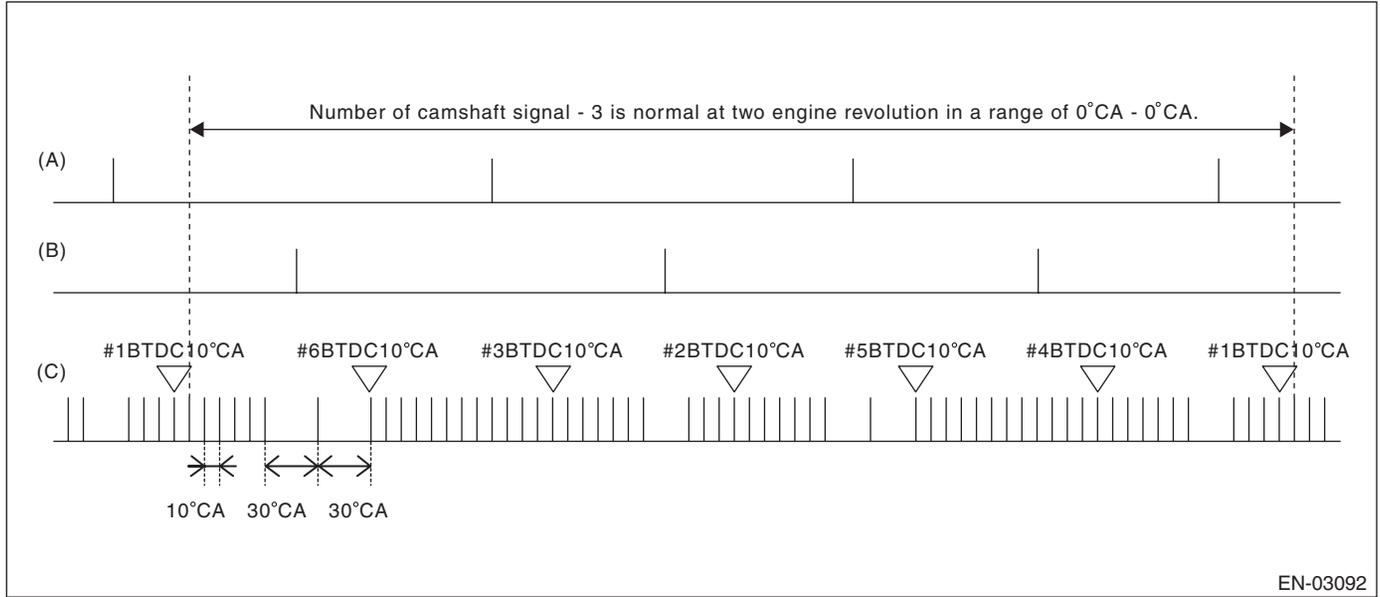 Number of camshaft signal - 3 is normal at two engine revolution in a range of 0°CA - 0°CA.
(A)
(B)
#1BTDC10°CA #6BTDC10°CA #3BTDC10°CA #2BTDC10°CA #5BTDC10°CA #4BTDC10°CA #1BTDC10°CA
(C)
10°CA 30°CA 30°CA
EN-03092